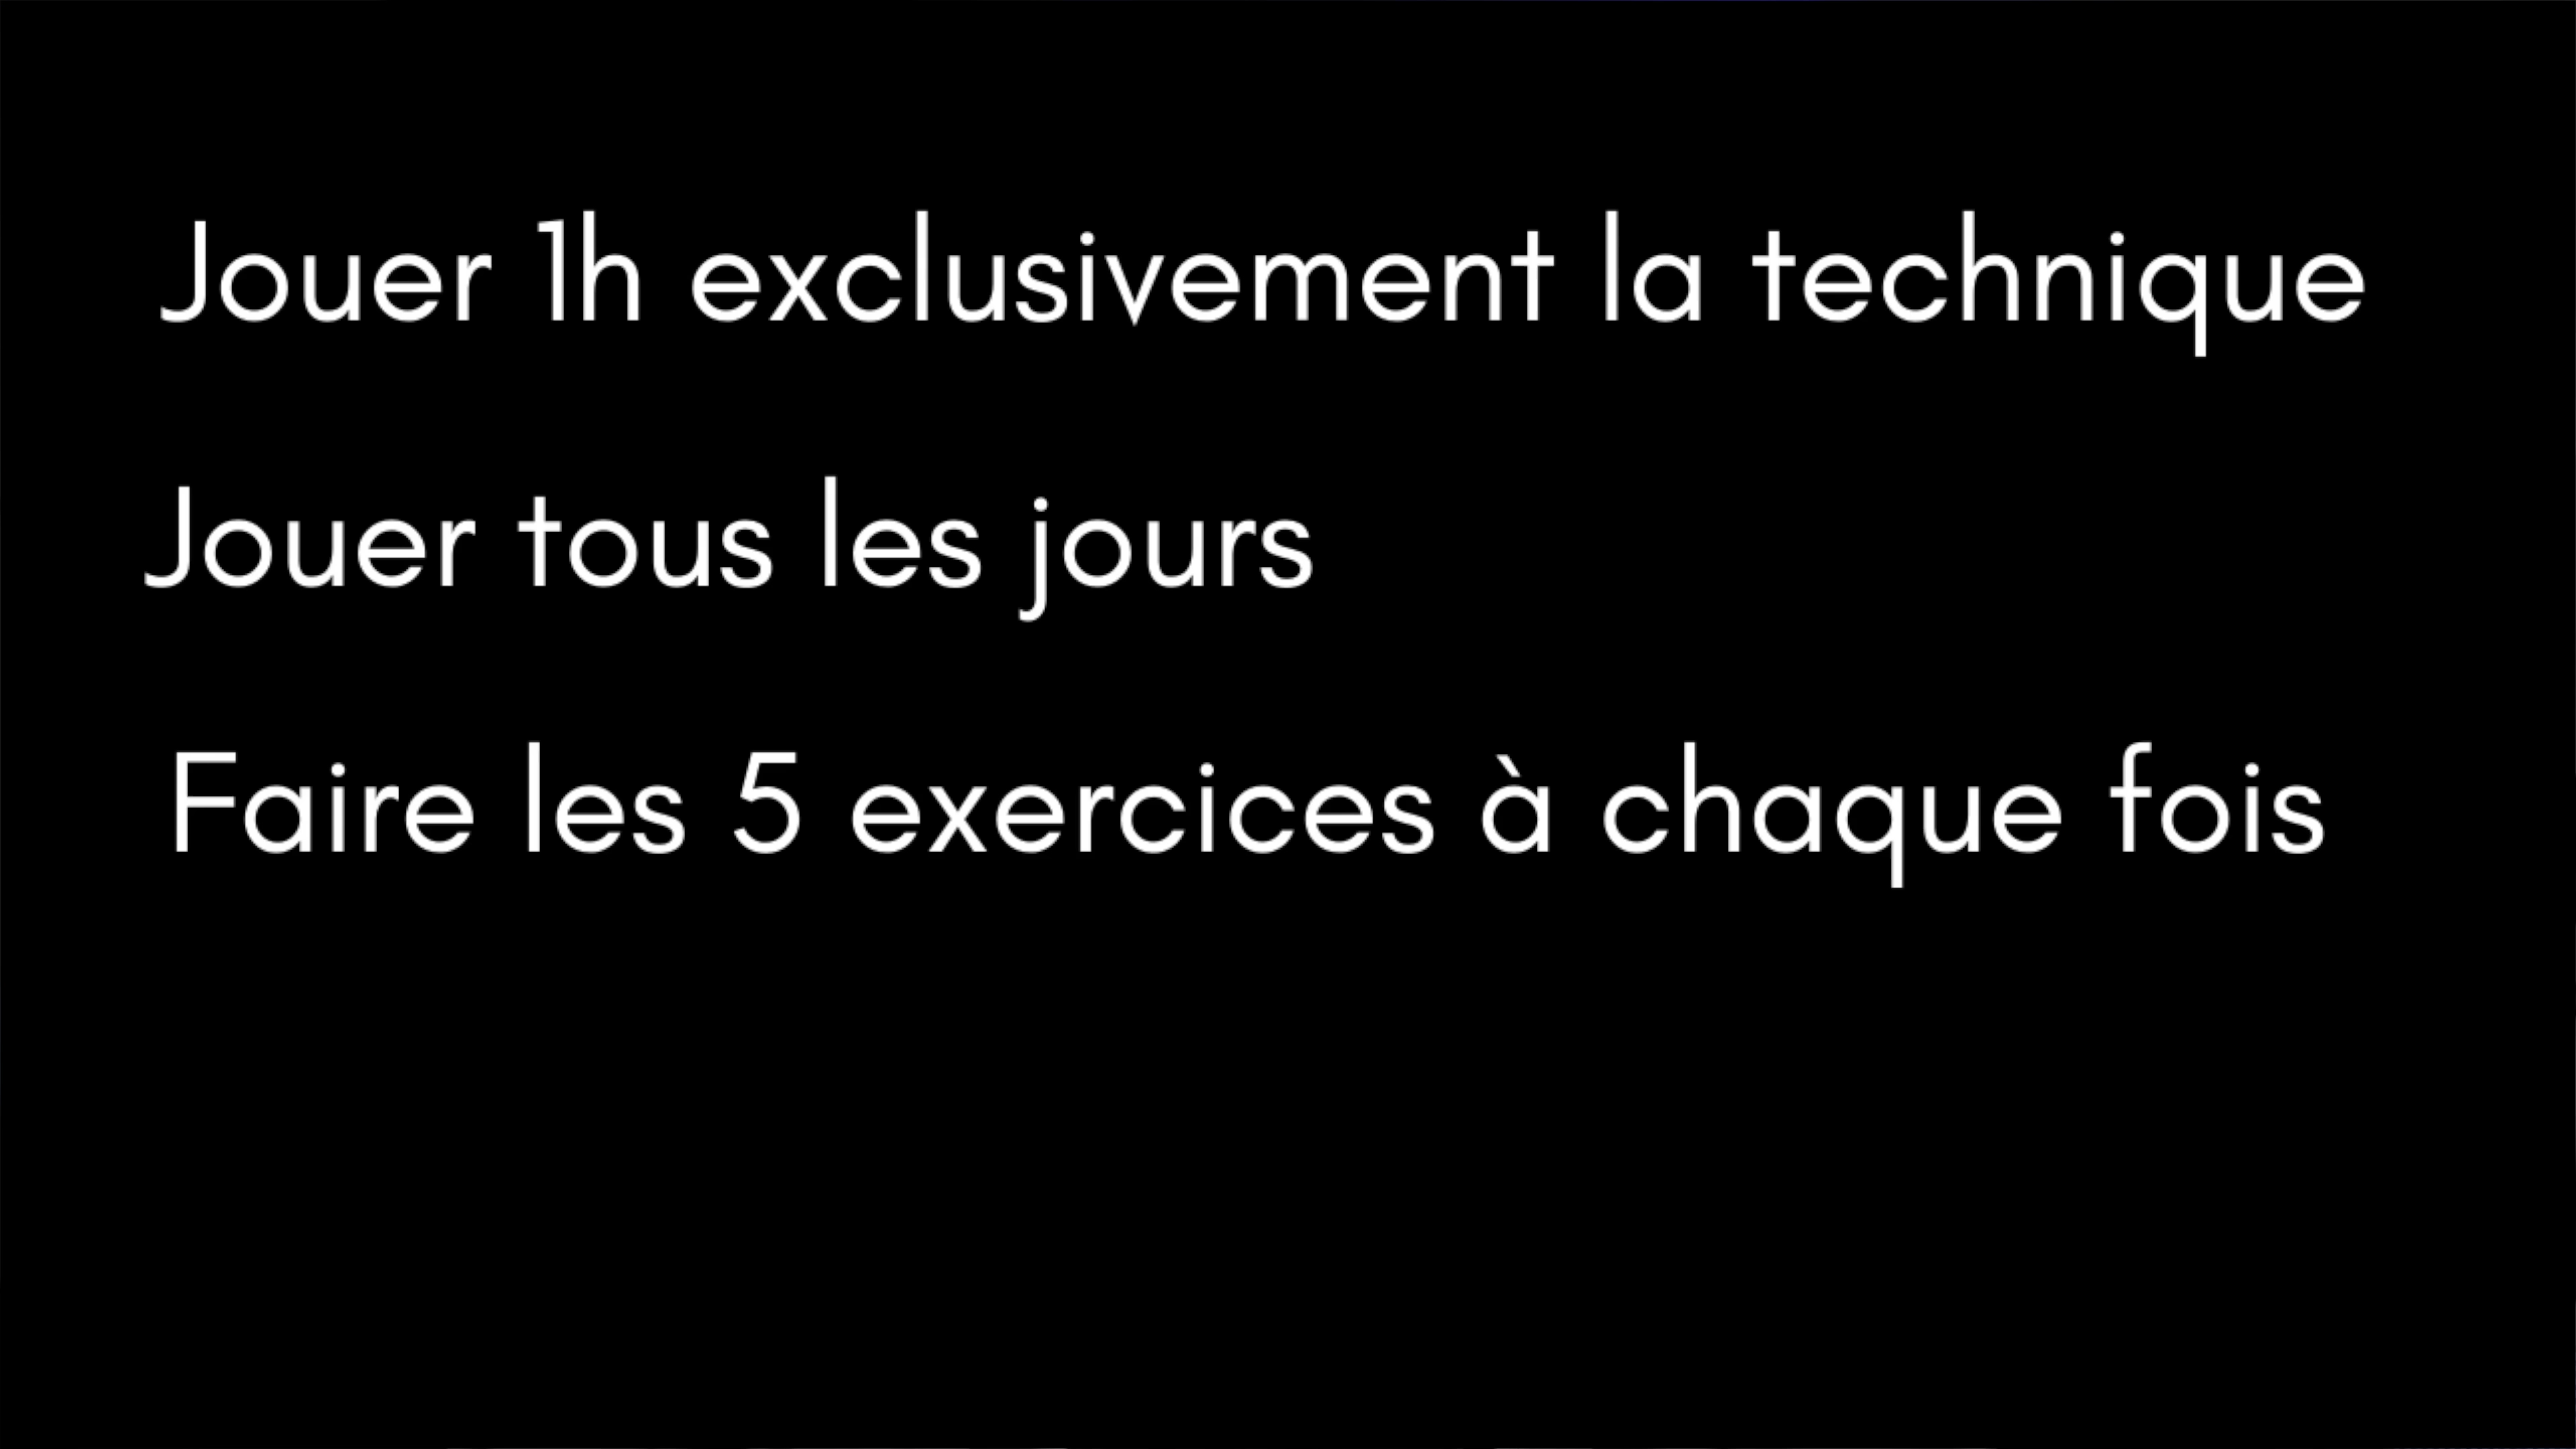 Jouer 1h exclusivement la technique
Jouer tous les jours
Faire les 5 exercices à chaque fois